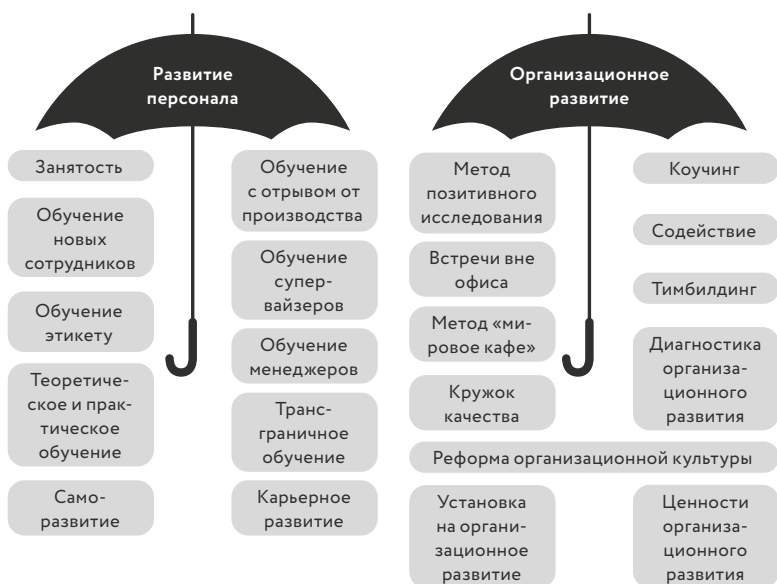 Развитие
персонала
Занятость
Обучение
новых
сотрудников
Обучение
этикету
Теоретиче-
ское и прак-
тическое
обучение
Само-
развитие
Обучение
с отрывом от
производства
Обучение
супер-
вайзеров
Обучение
менеджеров
Транс-
граничное
обучение
Карьерное
развитие
Организационное
развитие
Метод
позитивного
исследования
Встречи вне
офиса
Метод «ми-
ровое кафе»
Кружок
качества
Коучинг
Содействие
Тимбилдинг
Диагностика
организа-
ционного
развития
Реформа организационной культуры
Установка
на органи-
зационное
развитие
Ценности
организа-
ционного
развития